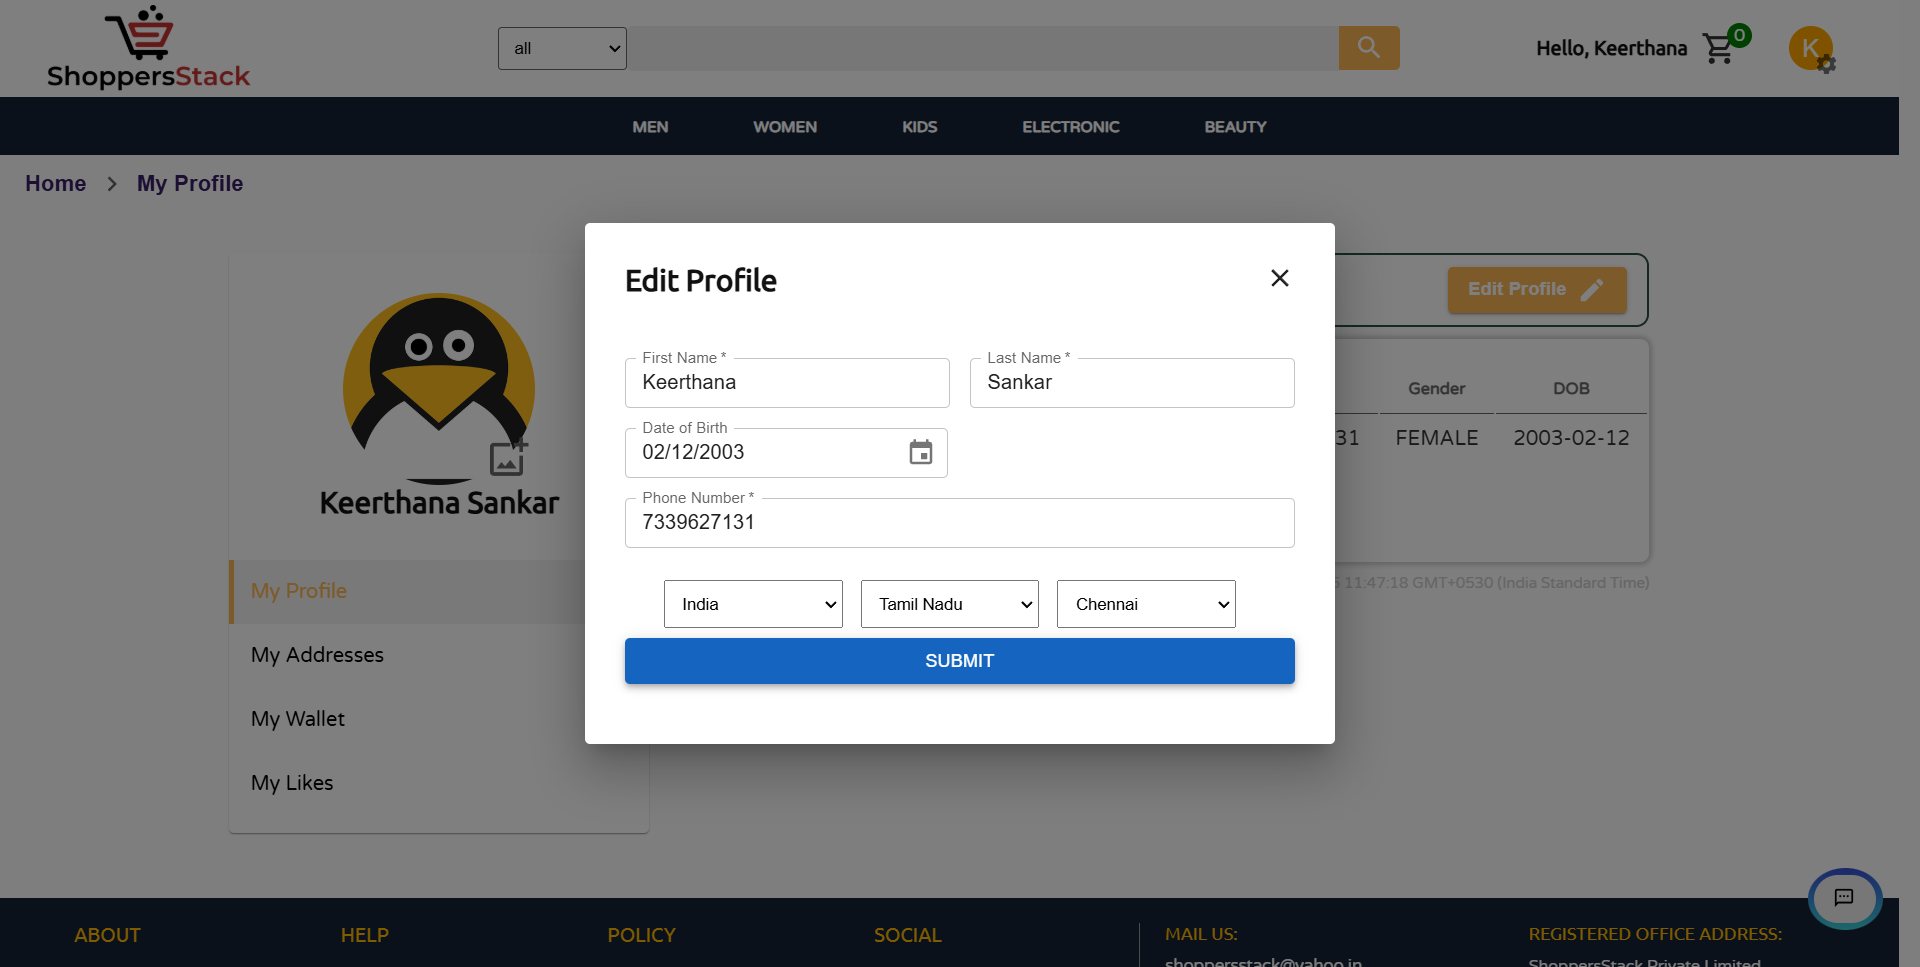 ShoppersStack
all
Hello, Keerthana
0
K
MEN
WOMEN
KIDS
ELECTRONIC
BEAUTY
Home
My Profile
Edit Profile
Edit Profile
First Name *
Keerthana
Last Name *
Sankar
Gender
DOB
Date of Birth
02/12/2003
31
FEMALE
2003-02-12
Phone Number *
7339627131
Keerthana Sankar
11:47:18 GMT+0530 (India Standard Time)
My Profile
India
Tamil Nadu
Chennai
My Addresses
SUBMIT
My Wallet
My Likes
ABOUT
HELP
POLICY
SOCIAL
MAIL US:
shoppersstack@yahoo.in
REGISTERED OFFICE ADDRESS:
ShoppersStack Private Limited